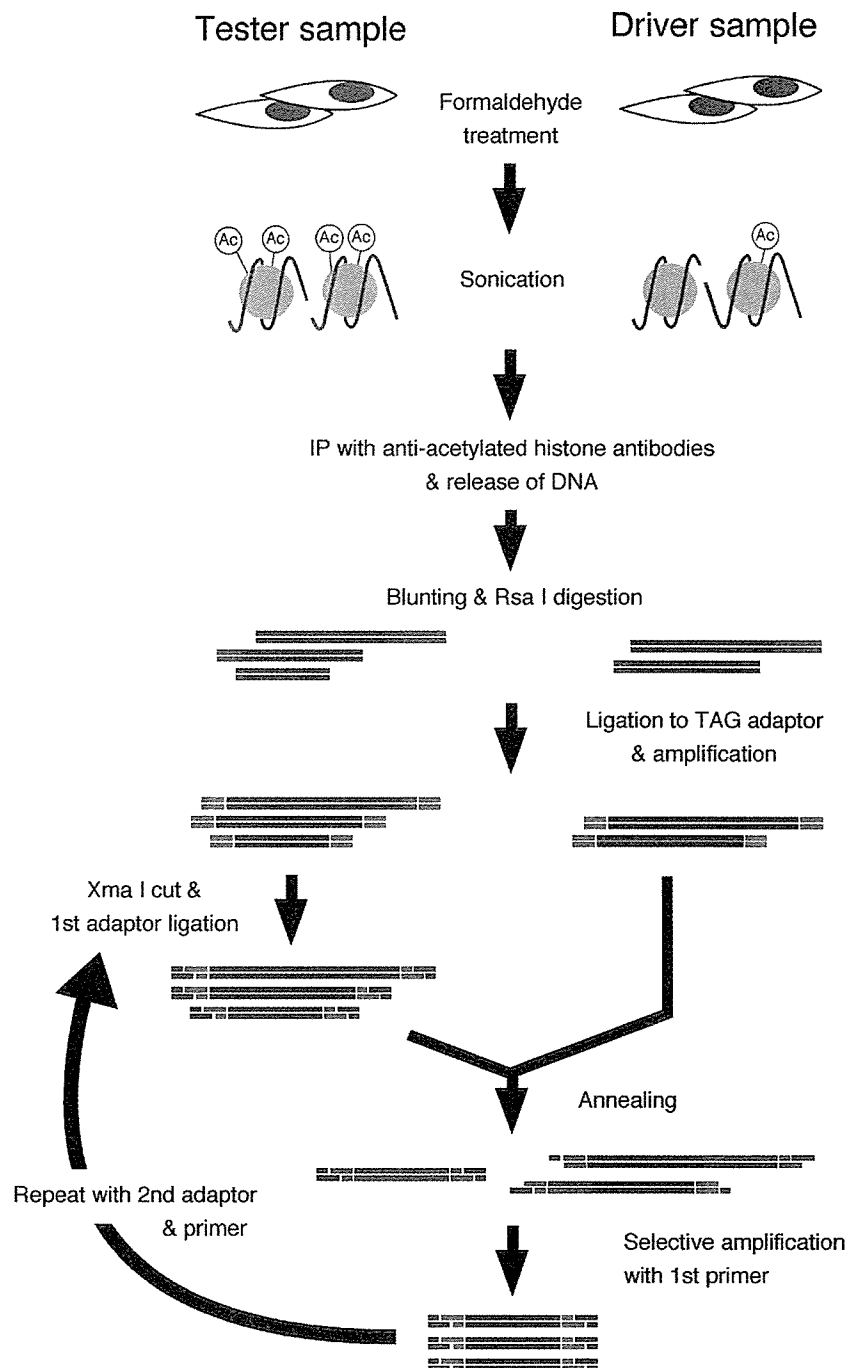 Tester sample
Driver sample
Formaldehyde
treatment
Ac
Ac
Ac
Ac
Ac
Sonication
IP with anti-acetylated histone antibodies
& release of DNA
Blunting & Rsa I digestion
Ligation to TAG adaptor
& amplification
Xma I cut &
1st adaptor ligation
Annealing
Repeat with 2nd adaptor
& primer
Selective amplification
with 1st primer